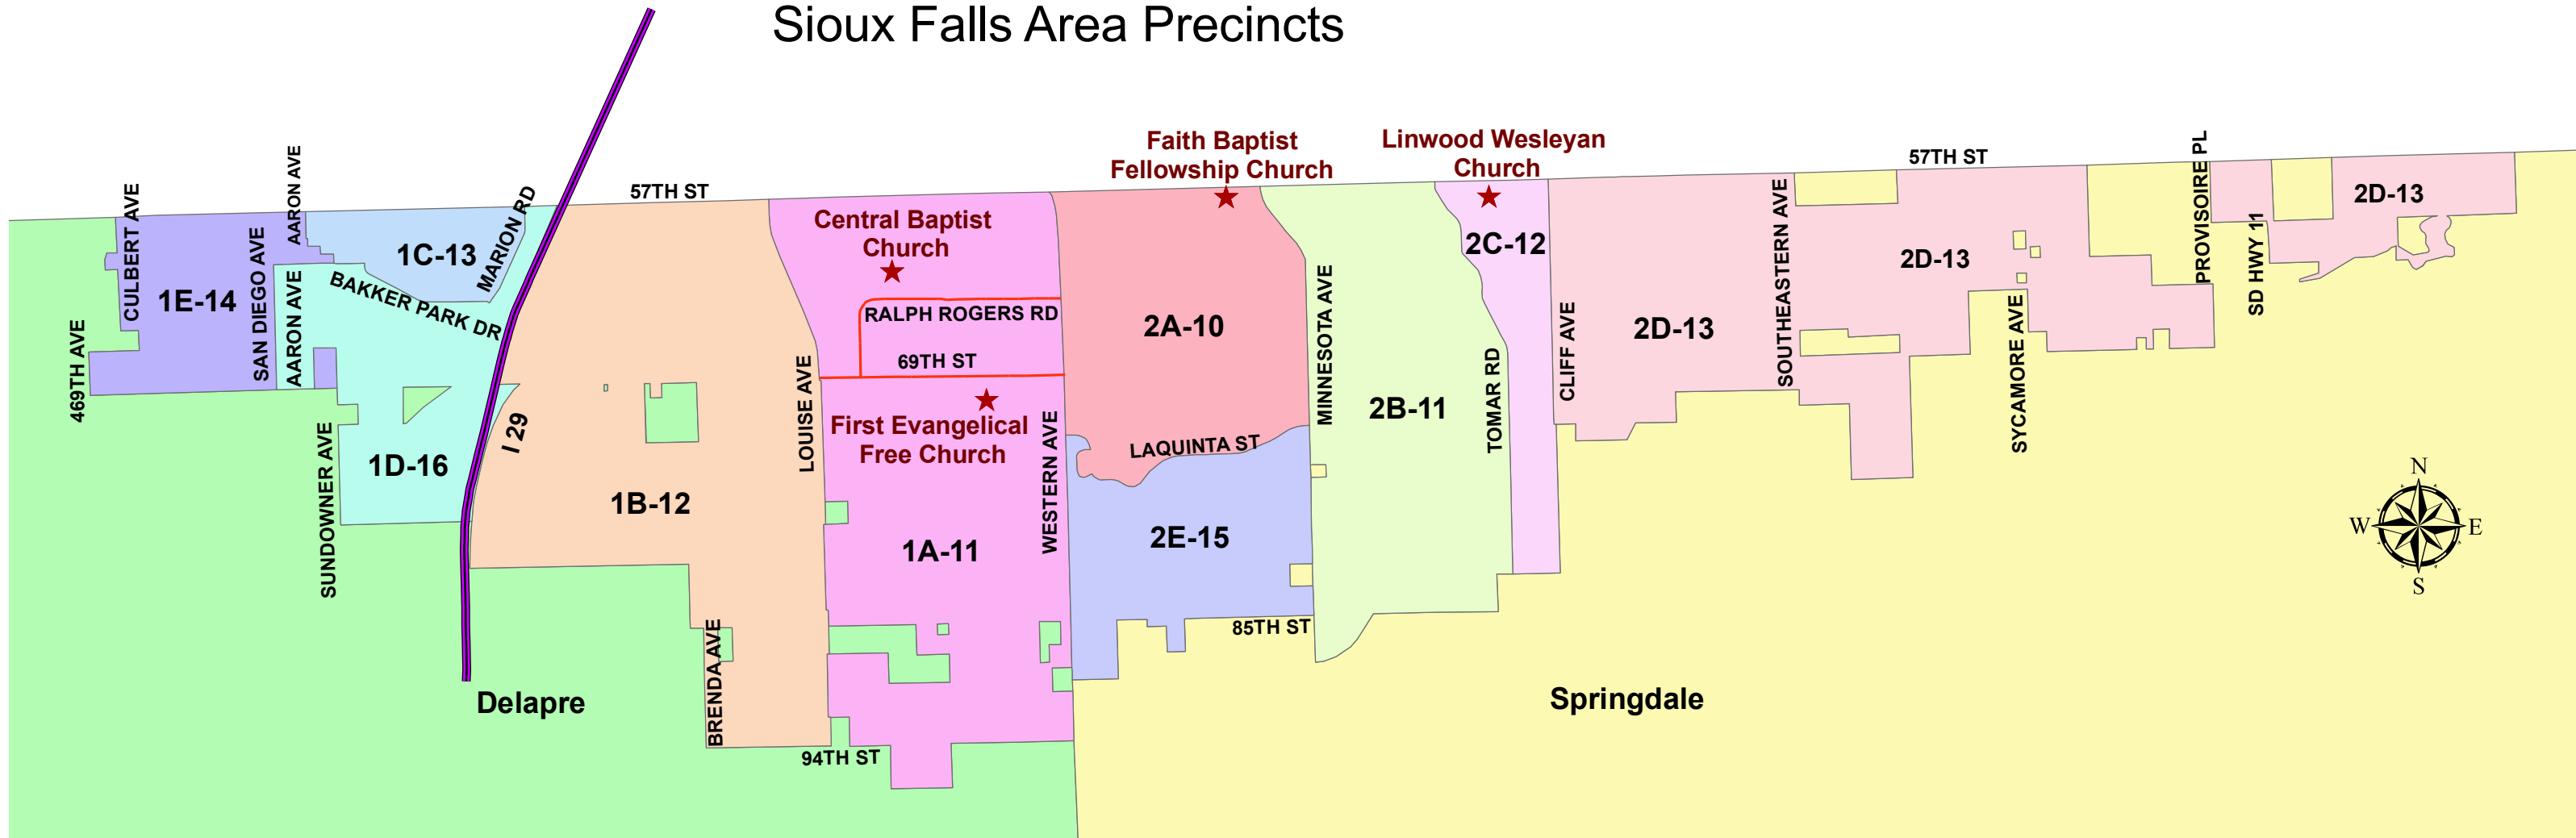 Sioux Falls Area Precincts
Faith Baptist
Fellowship Church
Linwood Wesleyan
Church
57TH ST
57TH ST
PROVISOIRE PL
AARON AVE
CULBERT AVE
MARION RD
Central Baptist
Church
SAN DIEGO AVE
1C-13
2C-12
SOUTHEASTERN AVE
2D-13
2D-13
SD HWY 11
1E-14
AARON AVE
BAKKER PARK DR
RALPH ROGERS RD
2A-10
MINNESOTA AVE
CLIFF AVE
2D-13
469TH AVE
69TH ST
LOUISE AVE
TOMAR RD
SYCAMORE AVE
2B-11
I 29
First Evangelical
Free Church
WESTERN AVE
LAQUINTA ST
1D-16
SUNDOWNER AVE
1B-12
1A-11
2E-15
N
W
E
S
85TH ST
BRENDA AVE
Delapre
Springdale
94TH ST